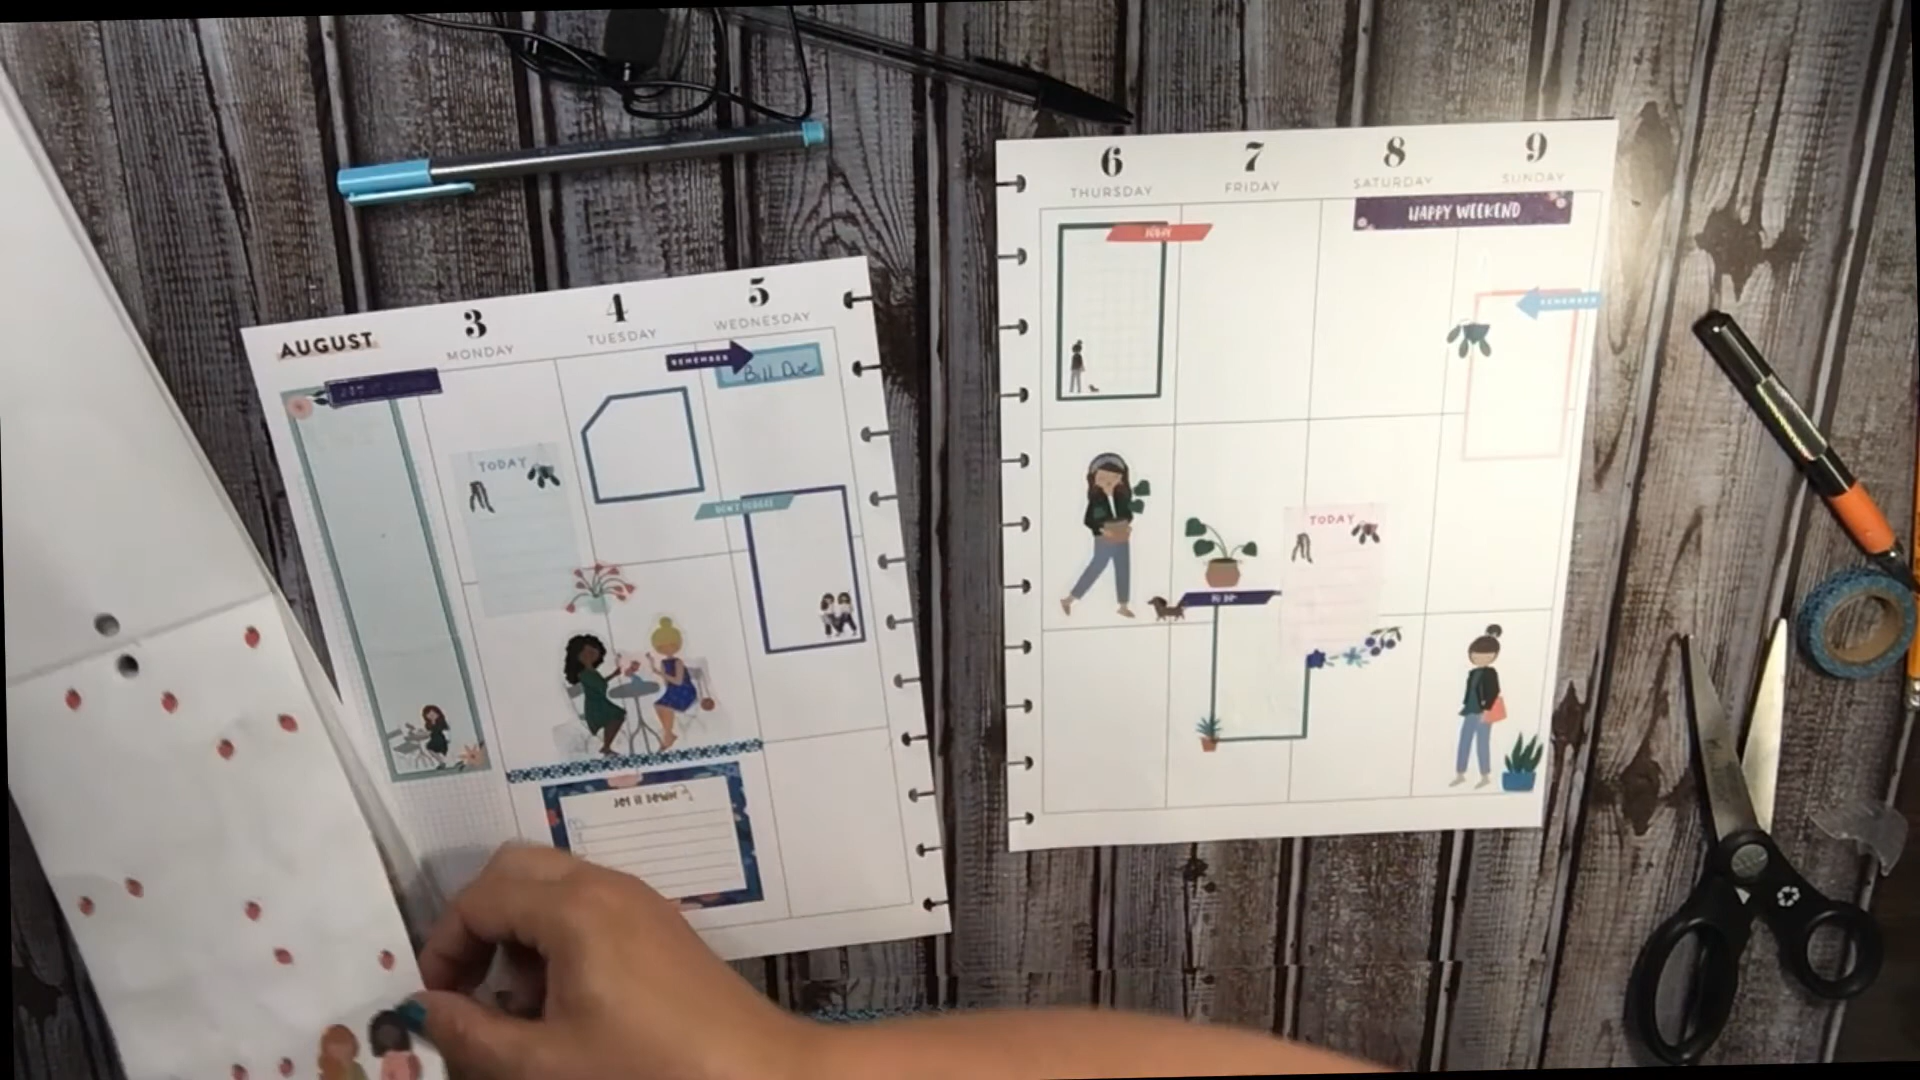 AUGUST
3
MONDAY
4
TUESDAY
5
WEDNESDAY
REMEMBER
Bill Due
TODAY
DON'T FORGET
JOT IT DOWN
6
THURSDAY
7
FRIDAY
8
SATURDAY
9
SUNDAY
HAPPY WEEKEND
TODAY
REMEMBER
TODAY
TO DO